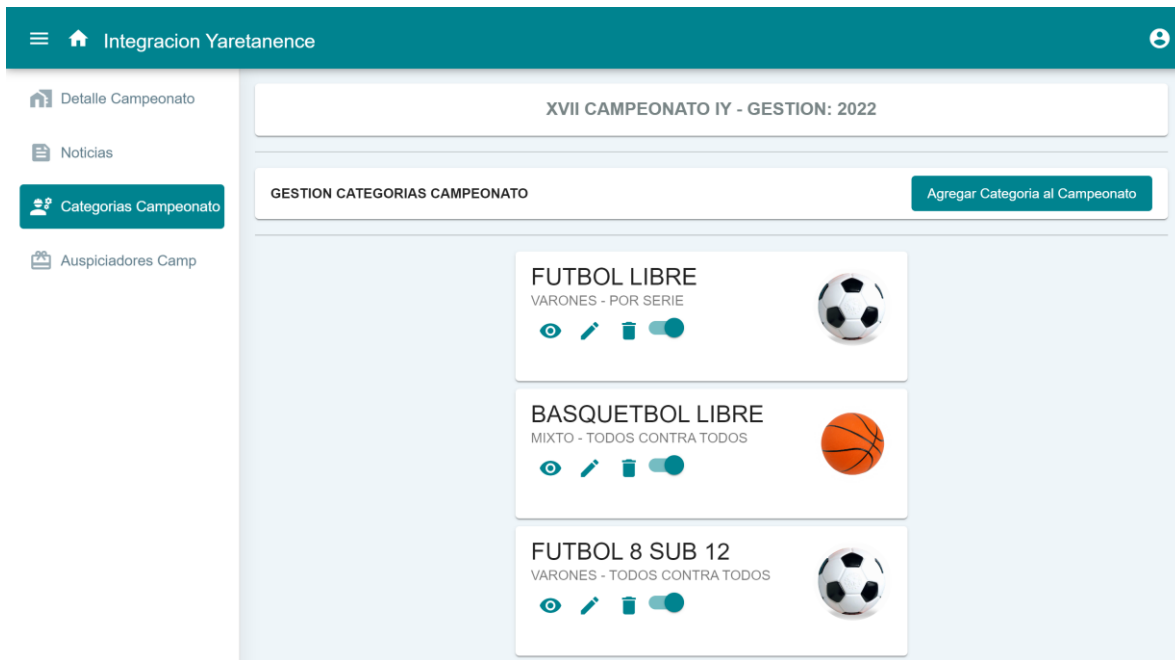 Integracion Yaretanence
Detalle Campeonato
Noticias
Categorias Campeonato
Auspiciadores Camp
XVII CAMPEONATO IY - GESTION: 2022
GESTION CATEGORIAS CAMPEONATO
Agregar Categoria al Campeonato
FUTBOL LIBRE
VARONES - POR SERIE
BASQUETBOL LIBRE
MIXTO - TODOS CONTRA TODOS
FUTBOL 8 SUB 12
VARONES - TODOS CONTRA TODOS